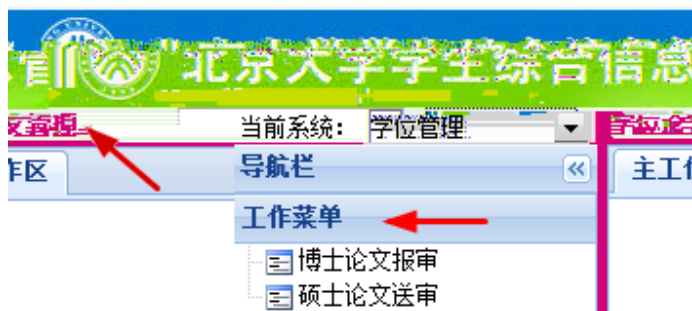 北京大学学生综合信息
当前系统： 学位管理
作区
导航栏
主工作
工作菜单
博士论文报审
硕士论文送审